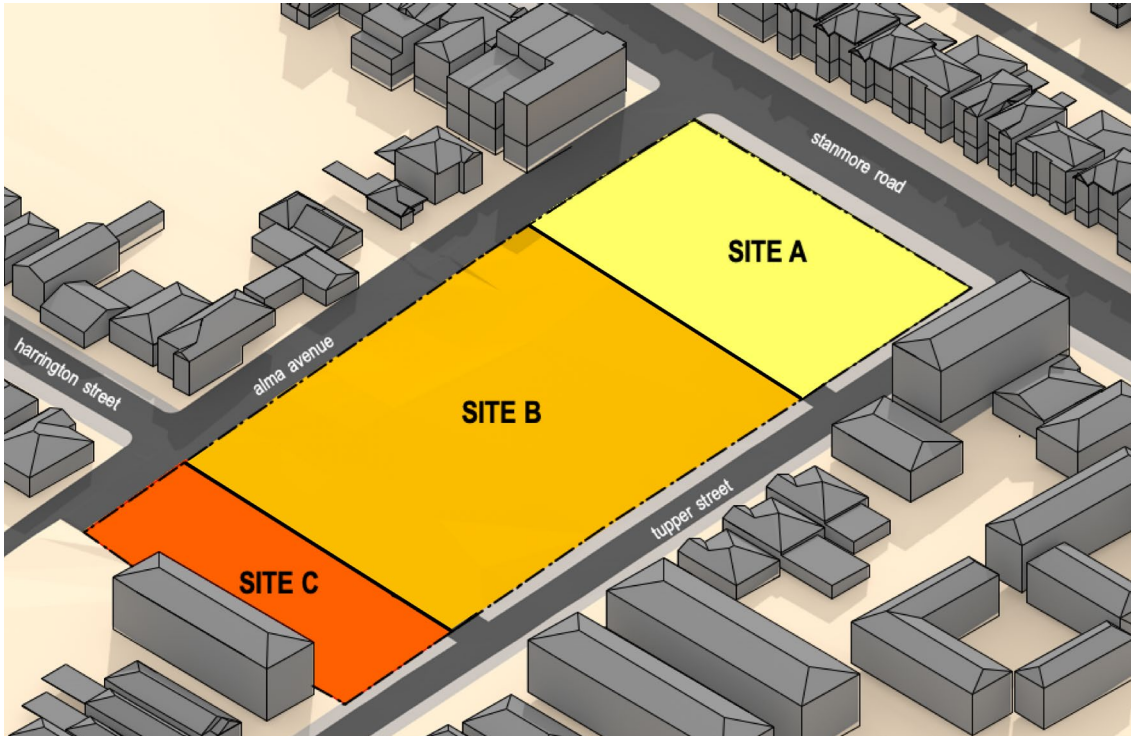 stanmore road
SITE A
harrington street
alma avenue
SITE B
tupper street
SITE C